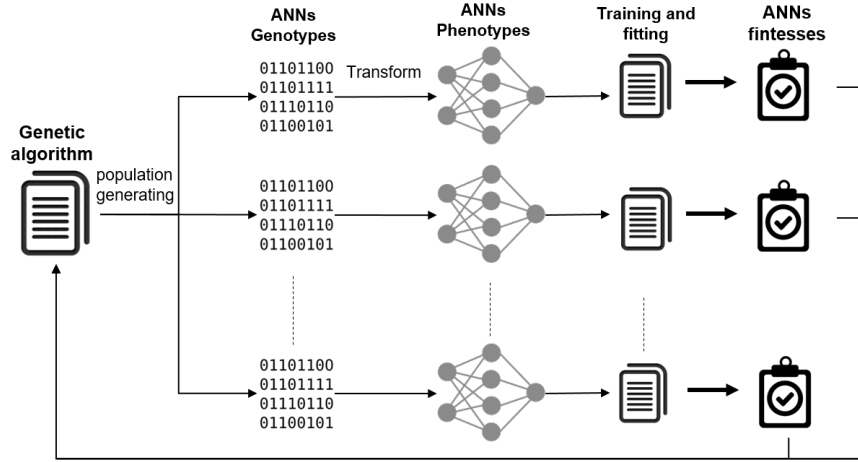 ANNs
Genotypes
ANNs
Phenotypes
Training and
fitting
ANNs
fintesses
Genetic
algorithm
population
generating
Transform
01101100
01101111
01110110
01100101
01101100
01101111
01110110
01100101
01101100
01101111
01110110
01100101